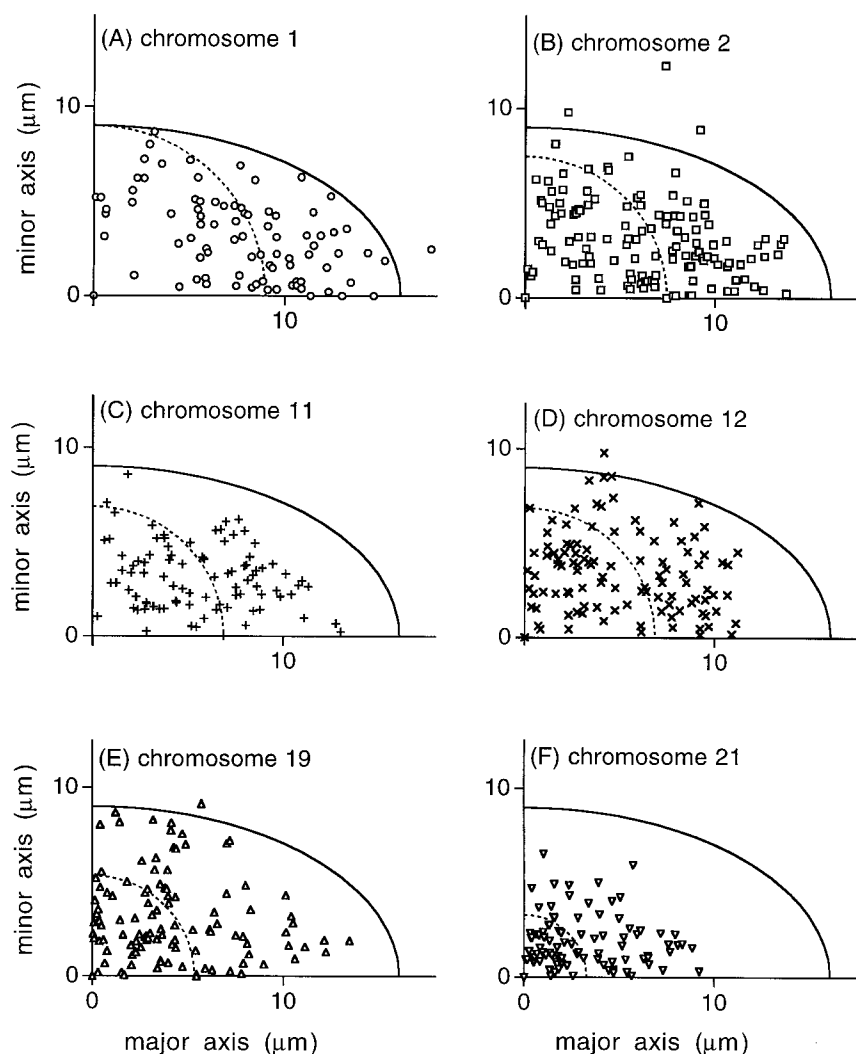 (A) chromosome 1
(B) chromosome 2
10
10
minor axis (μm)
0
0
10
10
(C) chromosome 11
(D) chromosome 12
10
10
minor axis (μm)
0
0
10
10
(E) chromosome 19
(F) chromosome 21
10
10
minor axis (μm)
0
0
0
10
0
10
major axis (μm)
major axis (μm)